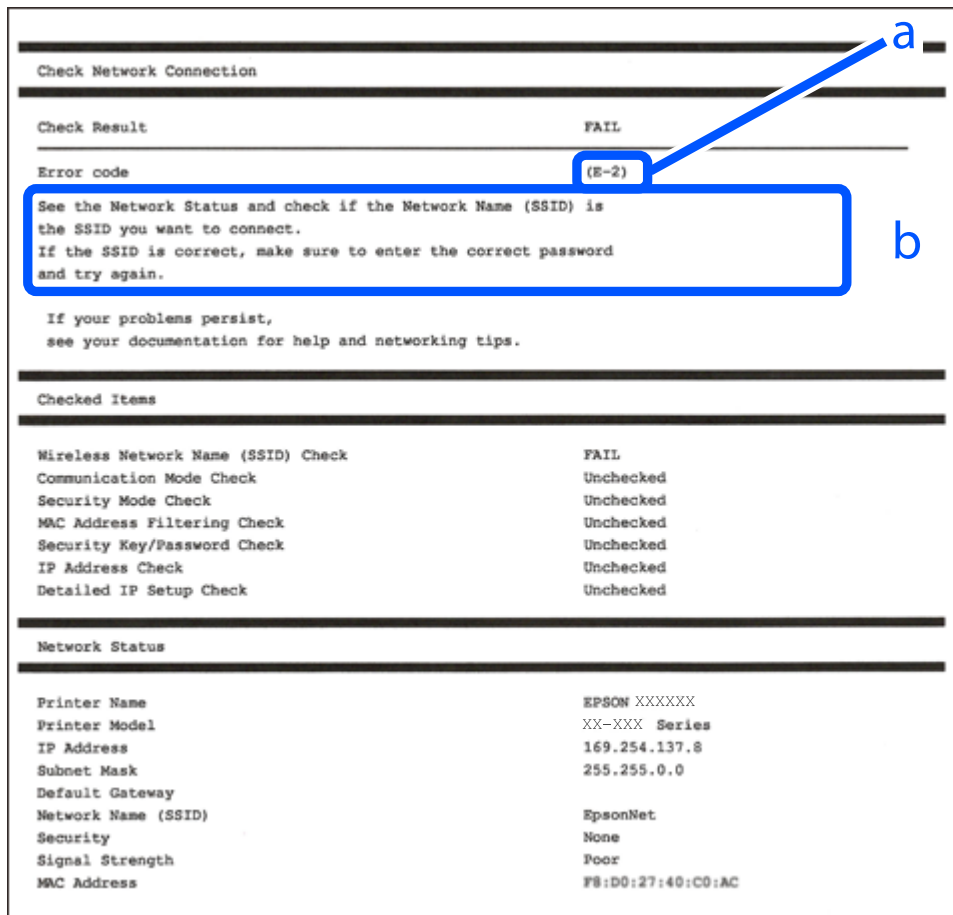 a
Check Network Connection
Check Result FAIL
Error code (E-2)
See the Network Status and check if the Network Name (SSID) is
the SSID you want to connect.
If the SSID is correct, make sure to enter the correct password
and try again.
b
If your problems persist,
see your documentation for help and networking tips.
Checked Items
Wireless Network Name (SSID) Check FAIL
Communication Mode Check Unchecked
Security Mode Check Unchecked
MAC Address Filtering Check Unchecked
Security Key/Password Check Unchecked
IP Address Check Unchecked
Detailed IP Setup Check Unchecked
Network Status
Printer Name EPSON XXXXXX
Printer Model XX-XXX Series
IP Address 169.254.137.8
Subnet Mask 255.255.0.0
Default Gateway
Network Name (SSID) EpsonNet
Security None
Signal Strength Poor
MAC Address F8:D0:27:40:C0:AC